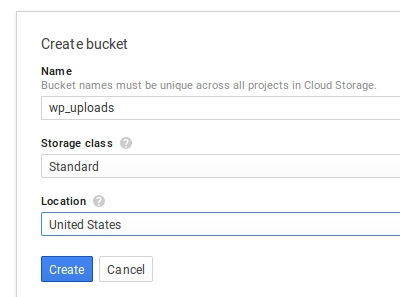 Create bucket
Name
Bucket names must be unique across all projects in Cloud Storage.
wp_uploads
Storage class ?
Standard
Location ?
United States
Create Cancel